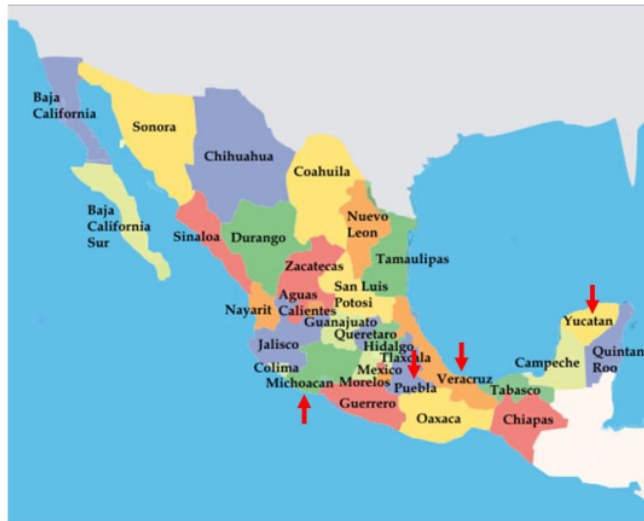 Baja
California
Sonora
Chihuahua
Coahuila
Baja
California
Sur
Sinaloa
Durango
Nuevo
Leon
Tamaulipas
Zacatecas
San Luis
Potosi
Nayarit
Aguas
Calientes
Guanajuato
Queretaro
Hidalgo
Jalisco
Tlaxcala
Colima
Mexico
Michoacan
Morelos
Puebla
Veracruz
Guerrero
Oaxaca
Tabasco
Chiapas
Campeche
Yucatan
Quintan
Roo